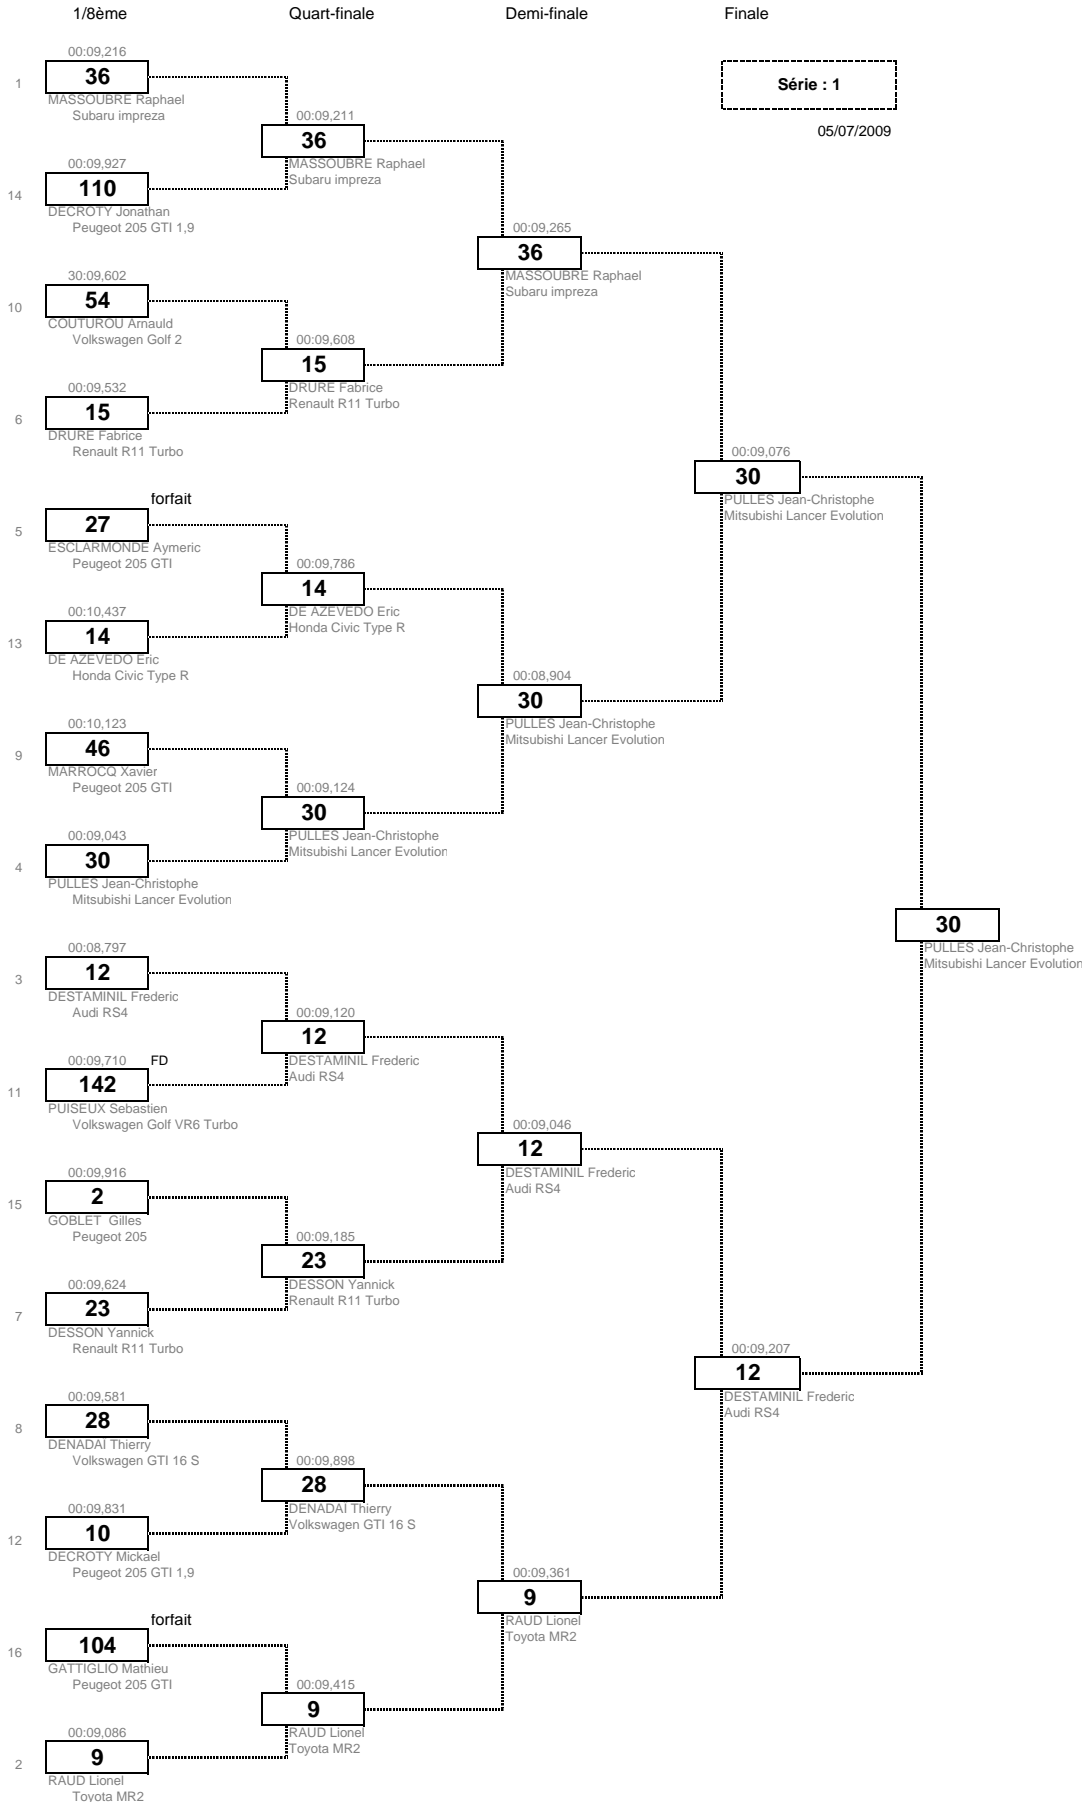 1/8ème
Quart-finale
Demi-finale
Finale
Série : 1
05/07/2009
00:09,216
1
36
MASSOUBRE Raphael
Subaru impreza
00:09,927
14
110
DECROTY Jonathan
Peugeot 205 GTI 1,9
30:09,602
10
54
COUTUROU Arnauld
Volkswagen Golf 2
00:09,532
6
15
DRURE Fabrice
Renault R11 Turbo
forfait
5
27
ESCLARMONDE Aymeric
Peugeot 205 GTI
00:10,437
13
14
DE AZEVEDO Eric
Honda Civic Type R
00:10,123
9
46
MARROCQ Xavier
Peugeot 205 GTI
00:09,043
4
30
PULLES Jean-Christophe
Mitsubishi Lancer Evolution
00:08,797
3
12
DESTAMINIL Frederic
Audi RS4
00:09,710
FD
11
142
PUISEUX Sebastien
Volkswagen Golf VR6 Turbo
00:09,916
15
2
GOBLET  Gilles
Peugeot 205
00:09,624
7
23
DESSON Yannick
Renault R11 Turbo
00:09,581
8
28
DENADAI Thierry
Volkswagen GTI 16 S
00:09,831
12
10
DECROTY Mickael
Peugeot 205 GTI 1,9
forfait
16
104
GATTIGLIO Mathieu
Peugeot 205 GTI
00:09,086
2
9
RAUD Lionel
Toyota MR2
00:09,211
36
MASSOUBRE Raphael
Subaru impreza
00:09,608
15
DRURE Fabrice
Renault R11 Turbo
00:09,786
14
DE AZEVEDO Eric
Honda Civic Type R
00:09,124
30
PULLES Jean-Christophe
Mitsubishi Lancer Evolution
00:09,120
12
DESTAMINIL Frederic
Audi RS4
00:09,185
23
DESSON Yannick
Renault R11 Turbo
00:09,898
28
DENADAI Thierry
Volkswagen GTI 16 S
00:09,415
9
RAUD Lionel
Toyota MR2
00:09,265
36
MASSOUBRE Raphael
Subaru impreza
00:08,904
30
PULLES Jean-Christophe
Mitsubishi Lancer Evolution
00:09,046
12
DESTAMINIL Frederic
Audi RS4
00:09,361
9
RAUD Lionel
Toyota MR2
00:09,076
30
PULLES Jean-Christophe
Mitsubishi Lancer Evolution
00:09,207
12
DESTAMINIL Frederic
Audi RS4
30
PULLES Jean-Christophe
Mitsubishi Lancer Evolution